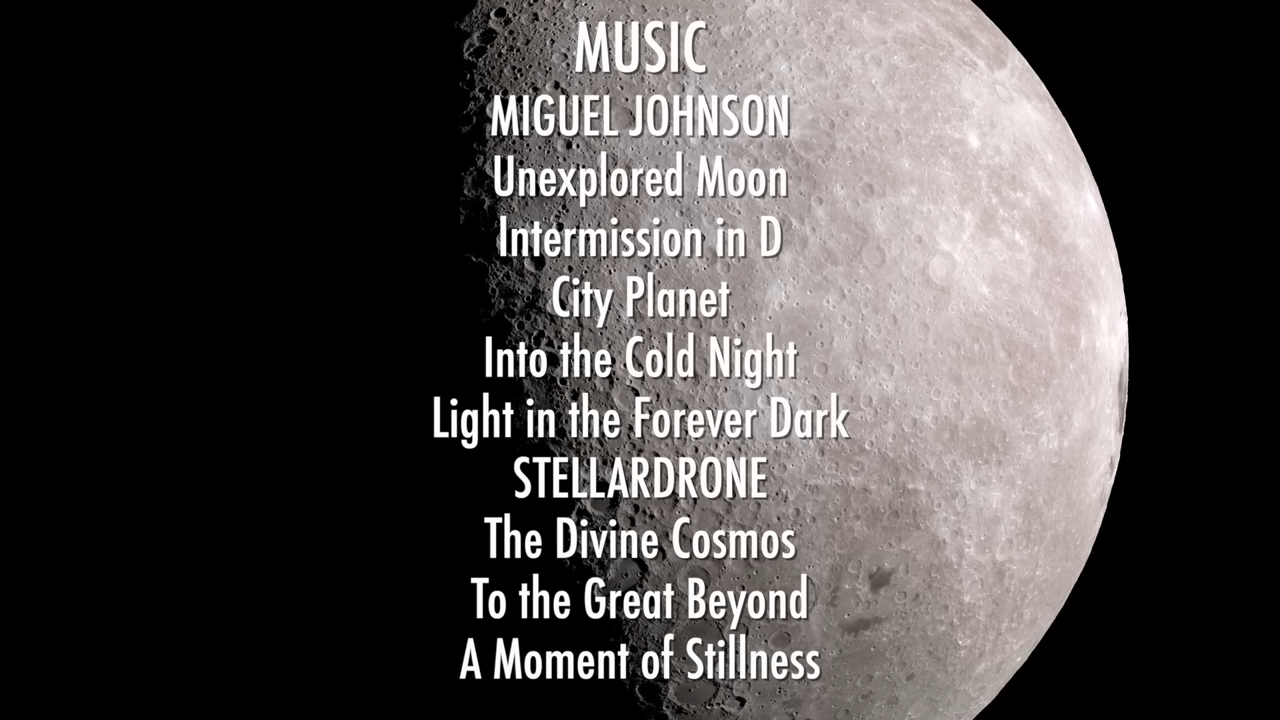 MUSIC
MIGUEL JOHNSON
Unexplored Moon
Intermission in D
City Planet
Into the Cold Night
Light in the Forever Dark
STELLARDRONE
The Divine Cosmos
To the Great Beyond
A Moment of Stillness